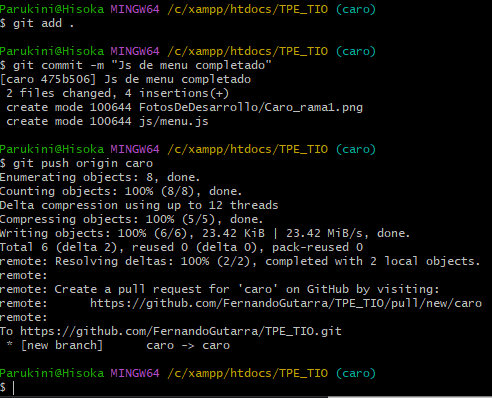 Parukini@Hisoka MINGW64 /c/xampp/htdocs/TPE_TIO (caro)
$ git add .
Parukini@Hisoka MINGW64 /c/xampp/htdocs/TPE_TIO (caro)
$ git commit -m "Js de menu completado"
[caro 475b506] Js de menu completado
 2 files changed, 4 insertions(+)
 create mode 100644 FotosDeDesarrollo/Caro_rama1.png
 create mode 100644 js/menu.js
Parukini@Hisoka MINGW64 /c/xampp/htdocs/TPE_TIO (caro)
$ git push origin caro
Enumerating objects: 8, done.
Counting objects: 100% (8/8), done.
Delta compression using up to 12 threads
Compressing objects: 100% (5/5), done.
Writing objects: 100% (6/6), 23.42 KiB | 23.42 MiB/s, done.
Total 6 (delta 2), reused 0 (delta 0), pack-reused 0
remote: Resolving deltas: 100% (2/2), completed with 2 local objects.
remote:
remote: Create a pull request for 'caro' on GitHub by visiting:
remote:      https://github.com/FernandoGutarra/TPE_TIO/pull/new/caro
remote:
To https://github.com/FernandoGutarra/TPE_TIO.git
 * [new branch]      caro -> caro
Parukini@Hisoka MINGW64 /c/xampp/htdocs/TPE_TIO (caro)
$